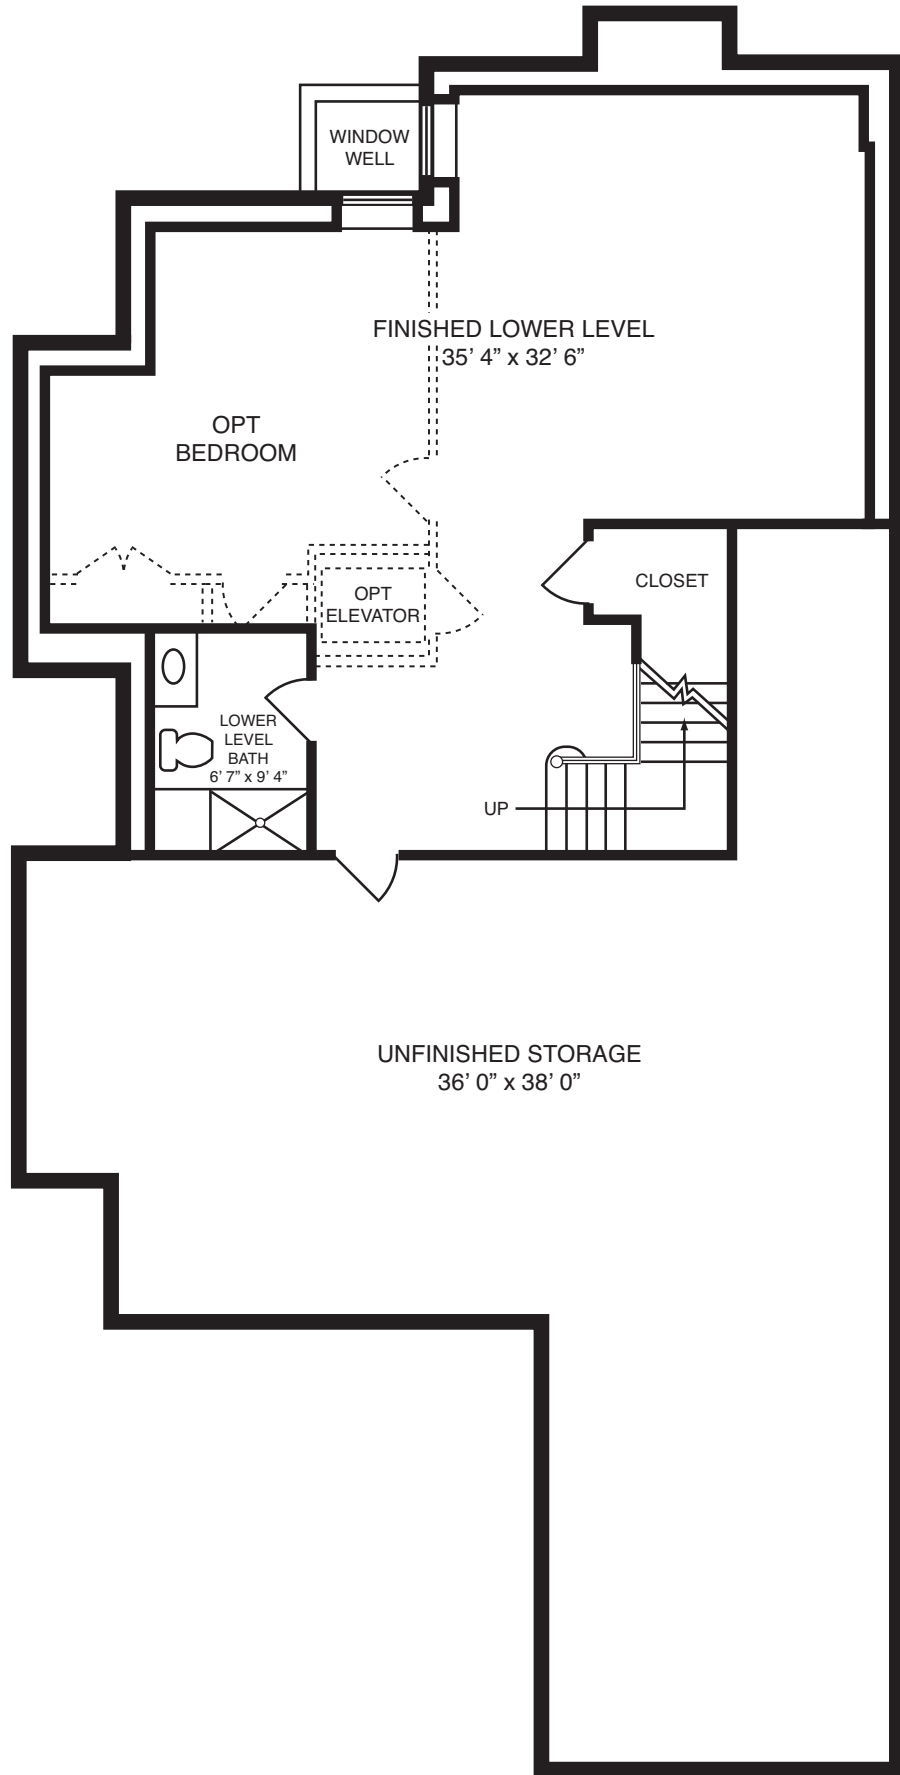 WINDOW
WELL
FINISHED LOWER LEVEL
35’ 4” x 32’ 6”
OPT
BEDROOM
CLOSET
OPT
ELEVATOR
LOWER
LEVEL
BATH
6’ 7” x 9’ 4”
UP
UNFINISHED STORAGE
36’ 0” x 38’ 0”